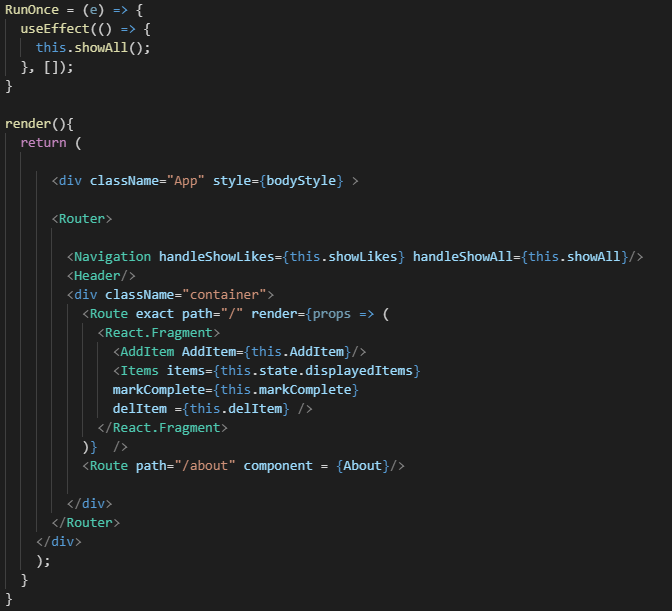 RunOnce = (e) => {
useEffect(() => {
this.showAll();
}, []);
}
render(){
return (
<div className="App" style={bodyStyle} >
<Router>
<Navigation handleShowLikes={this.showLikes} handleShowAll={this.showAll}/>
<Header/>
<div className="container">
<Route exact path="/" render={props => (
<React.Fragment>
<AddItem AddItem={this.AddItem}/>
<Items items={this.state.displayedItems}
markComplete={this.markComplete}
delItem ={this.delItem} />
</React.Fragment>
)}  />
<Route path="/about" component = {About}/>
</div>
</Router>
</div>
);
}
}